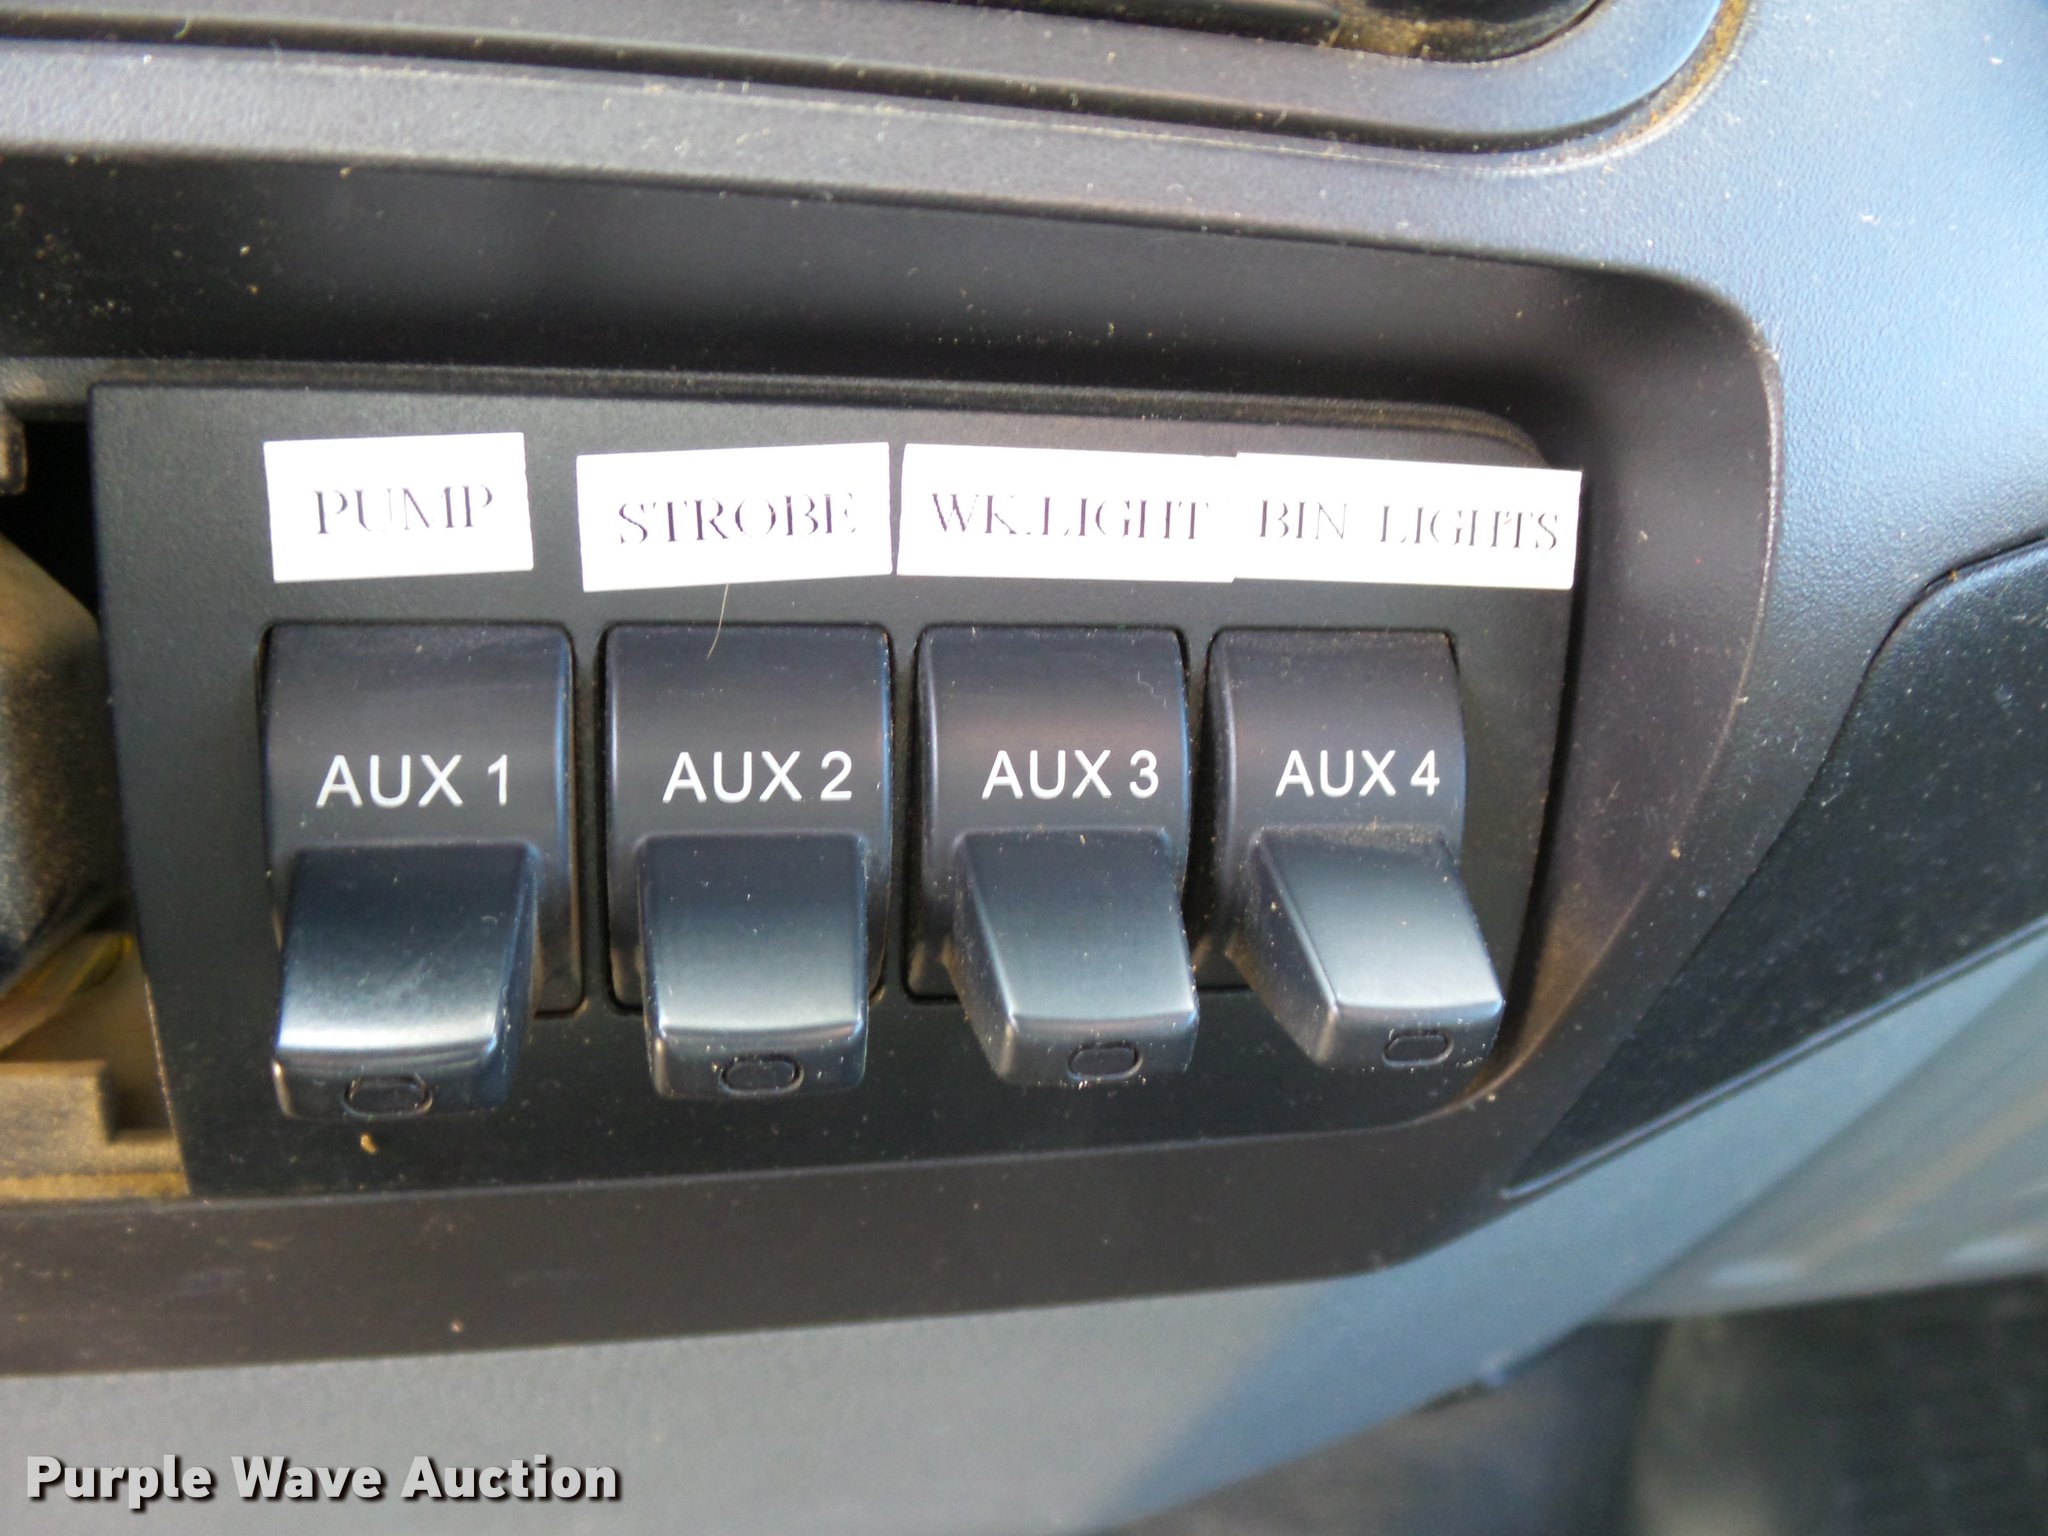 PUMP STROBE WK.LIGHT BIN LIGHTS
AUX 1 AUX 2 AUX 3 AUX 4
Purple Wave Auction